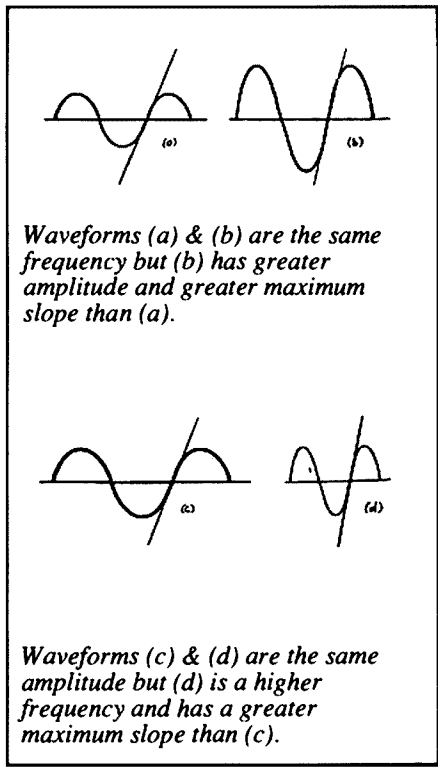 (a)
(b)
Waveforms (a) & (b) are the same
frequency but (b) has greater
amplitude and greater maximum
slope than (a).
(c)
(d)
Waveforms (c) & (d) are the same
amplitude but (d) is a higher
frequency and has a greater
maximum slope than (c).